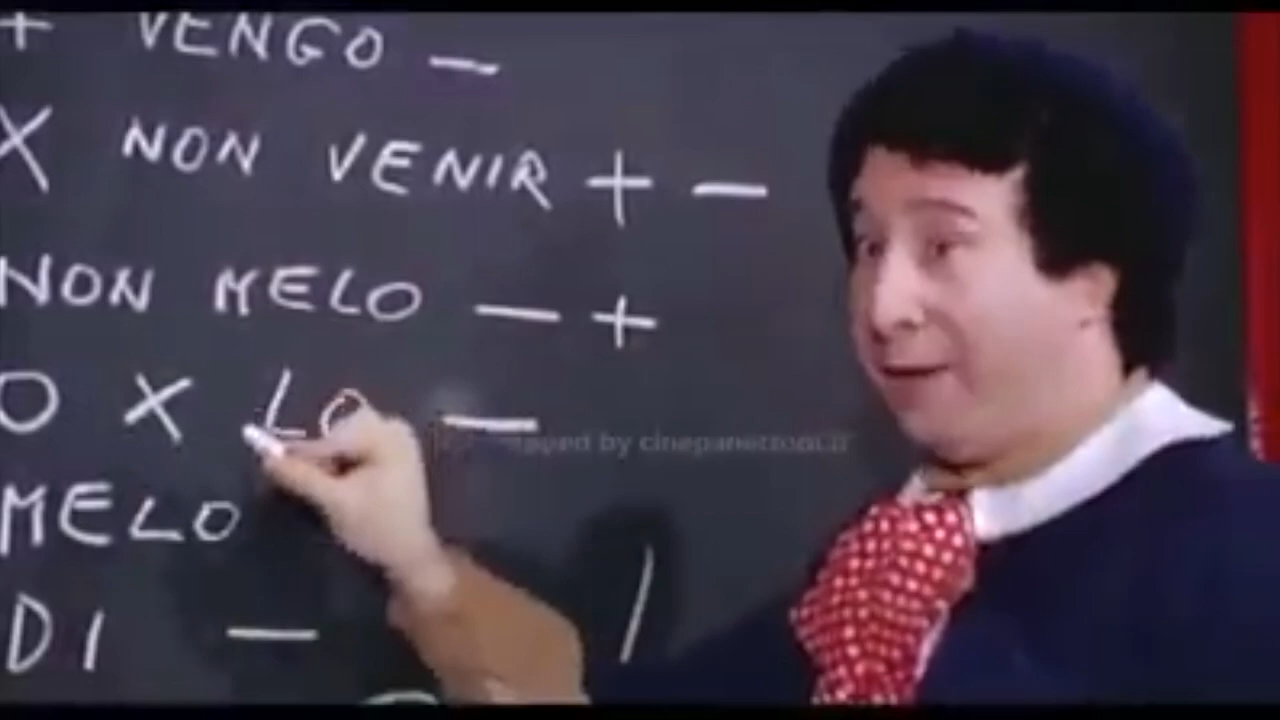 + VENGO –
X NON VENIR + –
NON MELO – +
O X LO –
MELO
DI – /